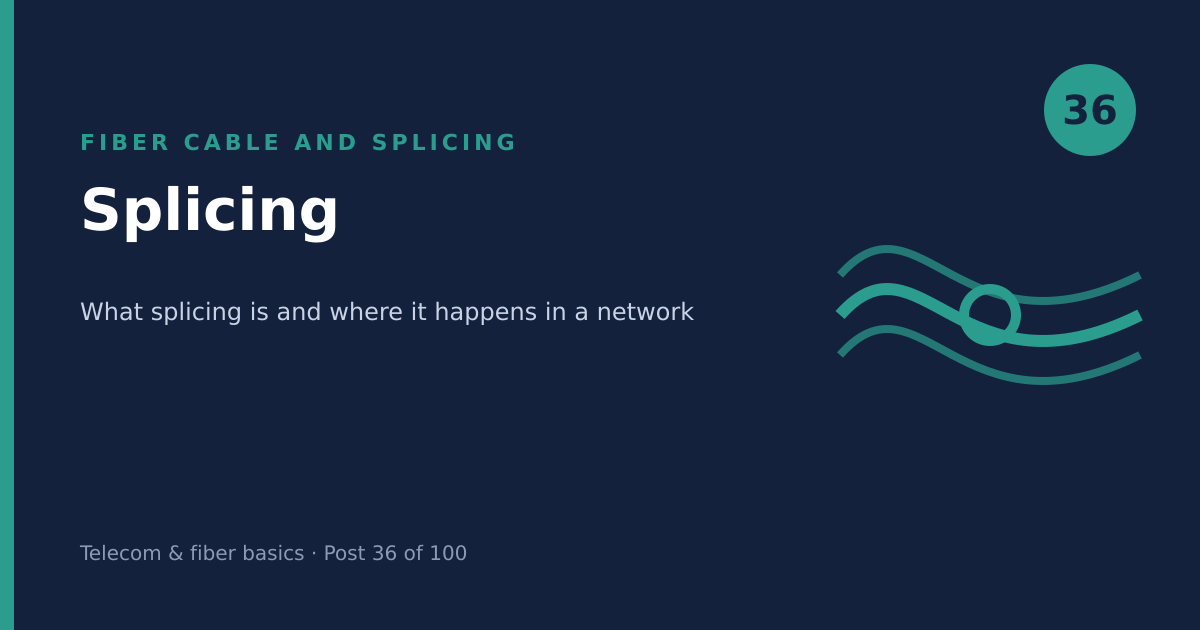 36
FIBER CABLE AND SPLICING
Splicing
What splicing is and where it happens in a network
Telecom & fiber basics · Post 36 of 100